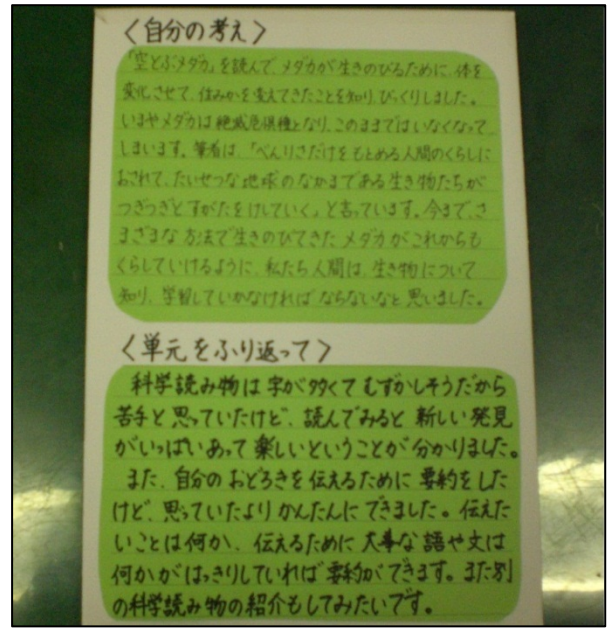 〈自分の考え〉
「空とぶメダカ」を読んで、メダカが生きのびるために、体を
変化させて、住みかを変えてきたことを知り、びっくりしました。
いまやメダカは絶滅危惧種となり、このままではいなくなって
しまいます。筆者は、「べんりさだけをもとめる人間のくらしに
おされて、たいせつな地球のなかまである生き物たちが
つぎつぎとすがたをけしていく。」と言っています。今まで、さ
まざまな方法で生きのびてきたメダカがこれからも
くらしていけるように、私たち人間は、生き物について
知り、学習していかなければならないなと思いました。
〈単元をふり返って〉
科学読み物は字が多くてむずかしそうだから
苦手と思っていたけど、読んでみると新しい発見
がいっぱいあって楽しいということが分かりました。
また、自分のおどろきを伝えるために要約をした
けど、思っていたよりかんたんにできました。伝えた
いことは何か、伝えるために大事な語や文は
何かがはっきりしていれば要約ができます。また別
の科学読み物の紹介もしてみたいです。